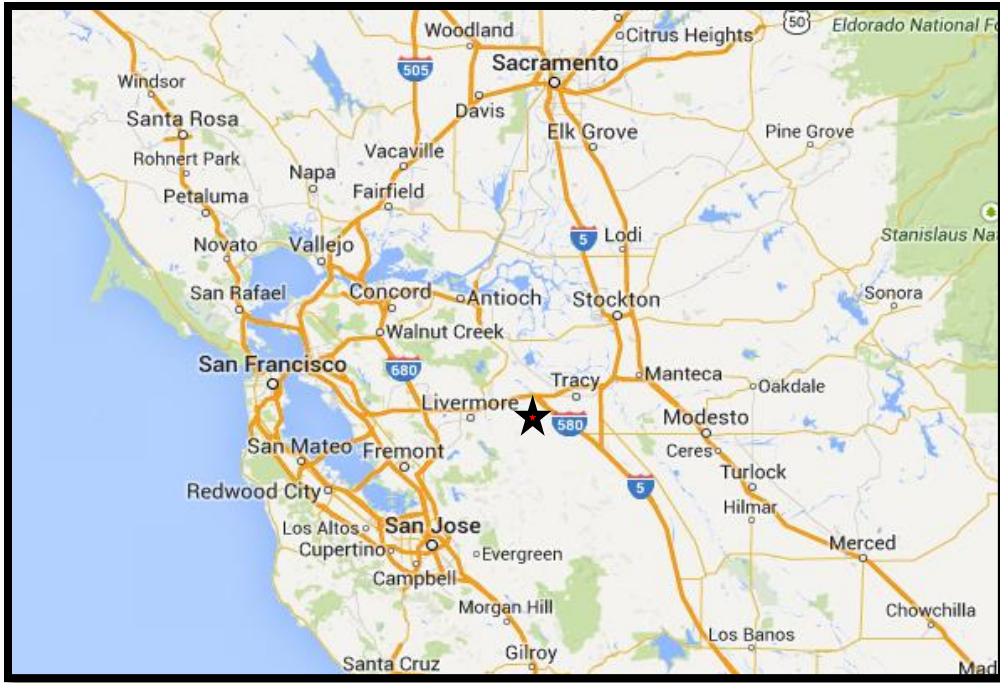 50
Eldorado National Fo
Woodland
Citrus Heights
505
Sacramento
Windsor
Davis
Santa Rosa
Elk Grove
Pine Grove
Rohnert Park
Vacaville
Napa
Fairfield
Petaluma
Novato
Vallejo
5
Lodi
Stanislaus Nat
San Rafael
Concord
Antioch
Stockton
Sonora
Walnut Creek
San Francisco
680
Tracy
Manteca
Oakdale
Livermore
580
Modesto
San Mateo
Fremont
Ceres
Turlock
Redwood City
5
Hilmar
Los Altos
San Jose
Cupertino
Evergreen
Merced
Campbell
Morgan Hill
Chowchilla
Los Banos
Gilroy
Santa Cruz
Mad